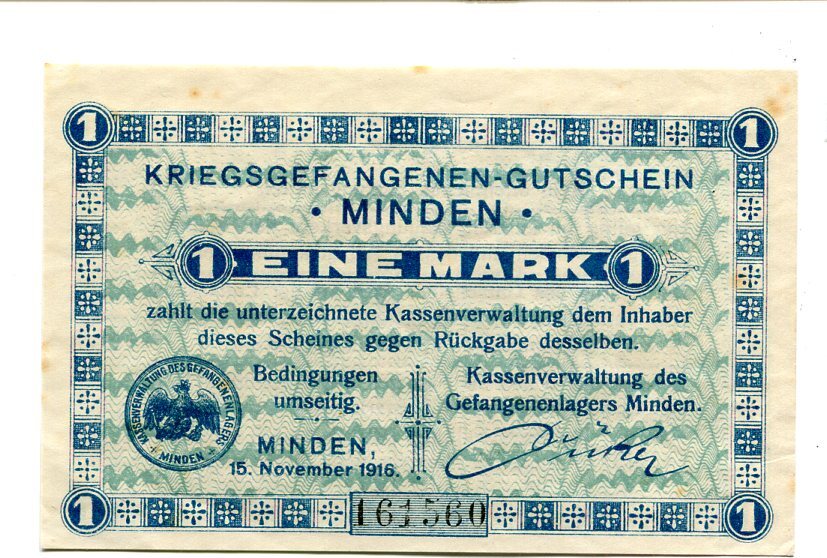 1 1
KRIEGSGEFANGENEN-GUTSCHEIN
· MINDEN ·
1 EINE MARK 1
zahlt die unterzeichnete Kassenverwaltung dem Inhaber
dieses Scheines gegen Rückgabe desselben.
Bedingungen
umseitig.
MINDEN,
15. November 1916.
Kassenverwaltung des
Gefangenenlagers Minden.
KASSENVERWALTUNG DES GEFANGENENLAGERS
+ MINDEN +
1 161560 1